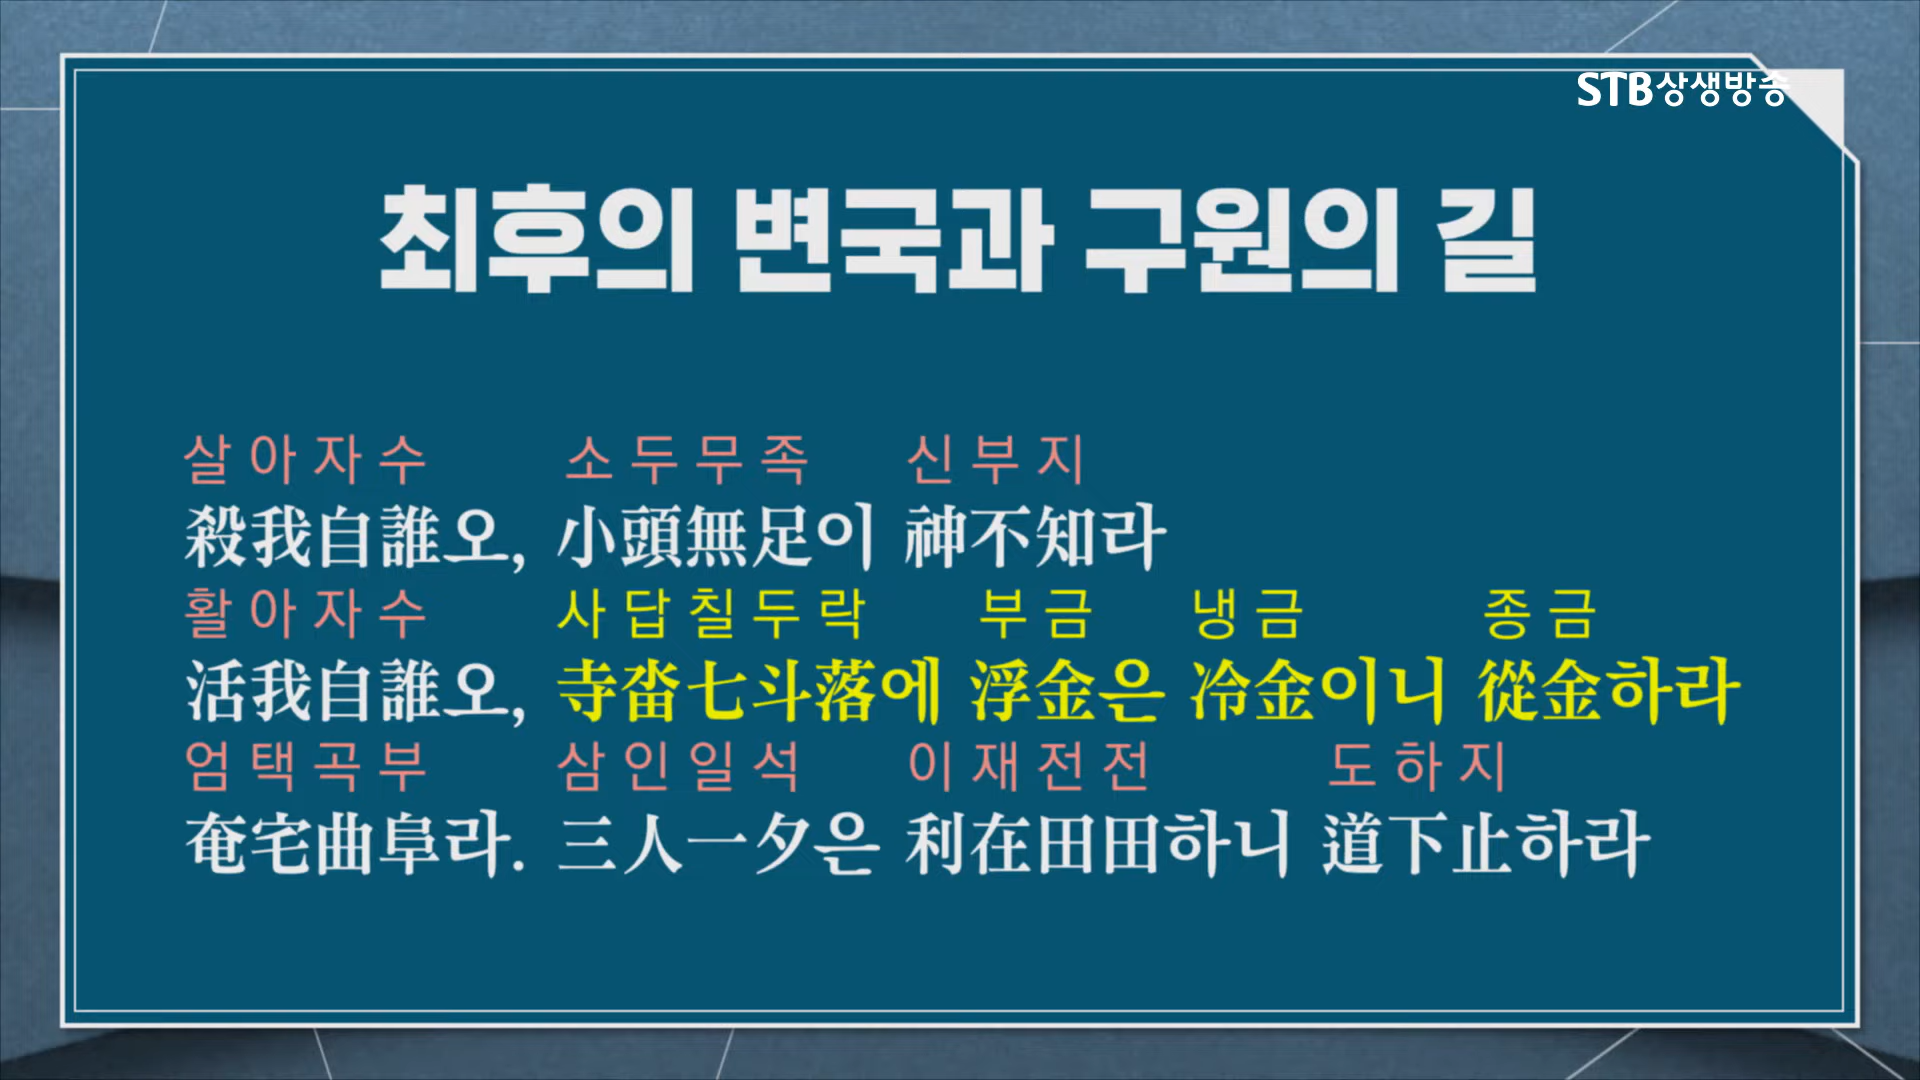 STB상생방송
최후의 변국과 구원의 길
살아자수 소두무족 신부지
殺我自誰오, 小頭無足이 神不知라
활아자수 사답칠두락 부금 냉금 종금
活我自誰오, 寺畓七斗落에 浮金은 冷金이니 從金하라
엄택곡부 삼인일석 이재전전 도하지
奄宅曲阜라. 三人一夕은 利在田田하니 道下止하라